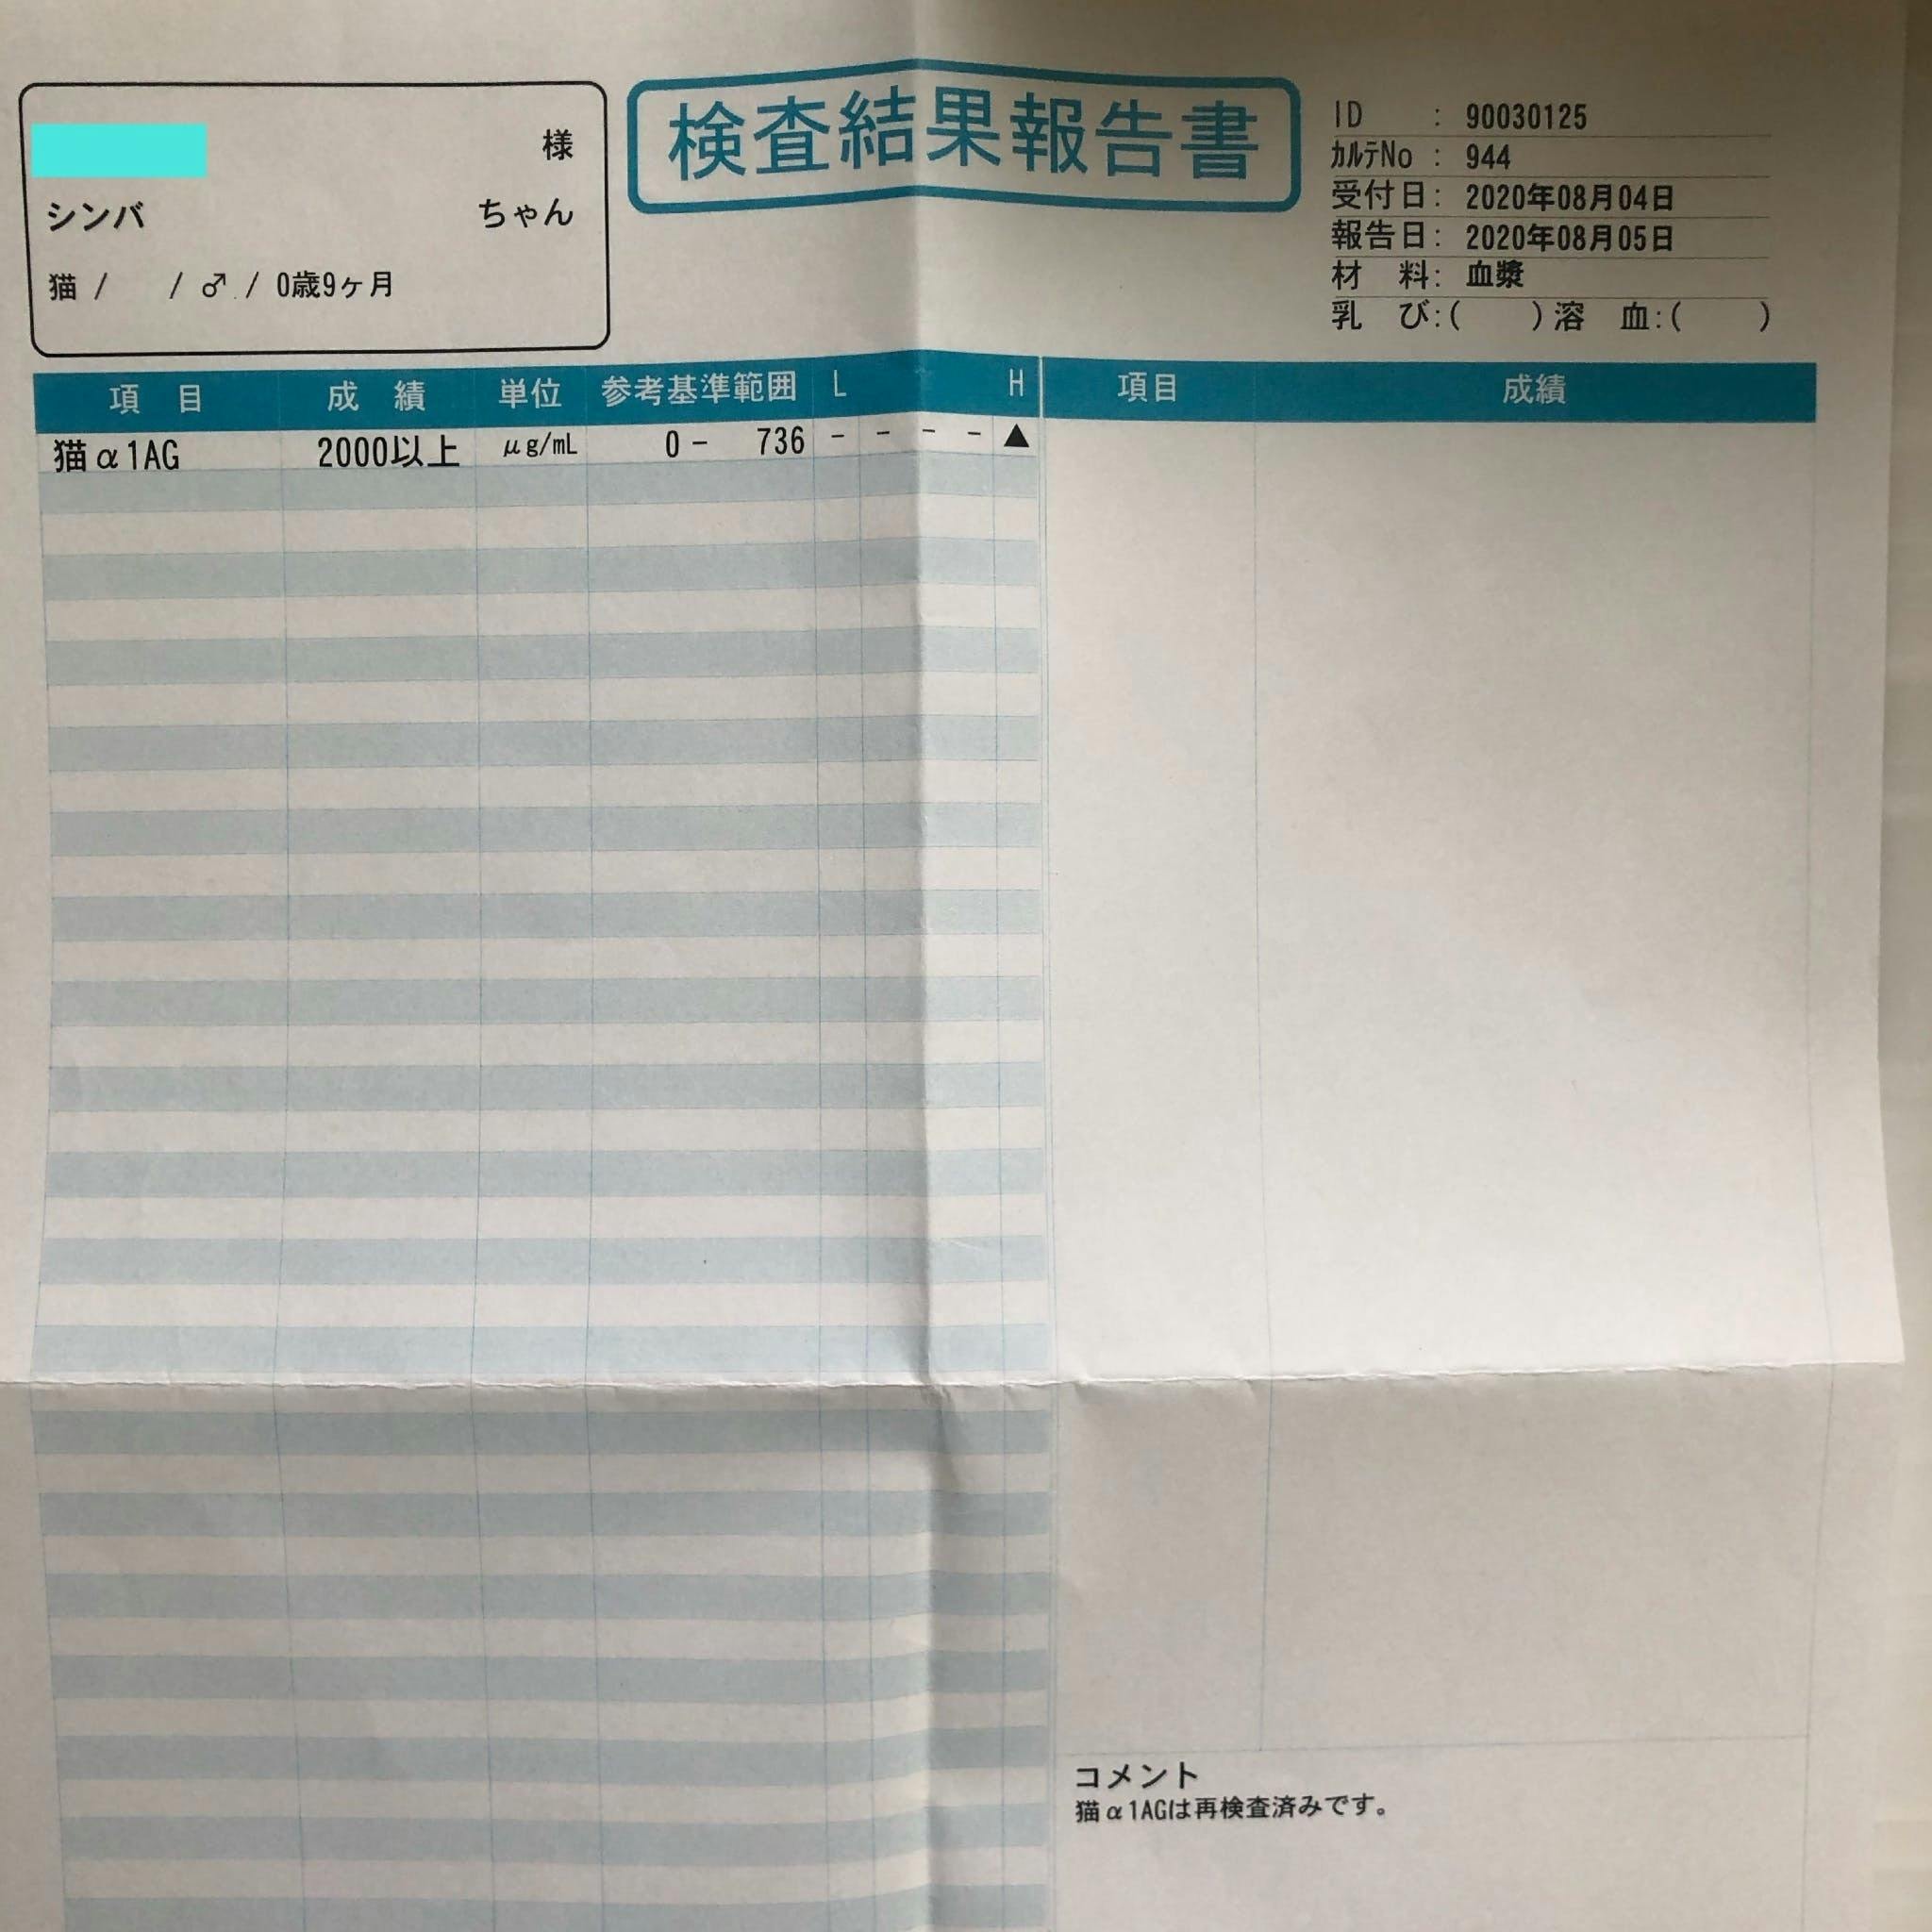 様
シンバ ちゃん
猫 / / ♂ / 0歳9ヶ月
検査結果報告書
ID : 90030125
ｶﾙﾃNo : 944
受付日: 2020年08月04日
報告日: 2020年08月05日
材 料: 血漿
乳 び:( ) 溶 血:( )
項 目 成 績 単位 参考基準範囲 L H 項目 成績
猫α1AG 2000以上 μg/mL 0 - 736 - - - - ▲
コメント
猫α1AGは再検査済みです。